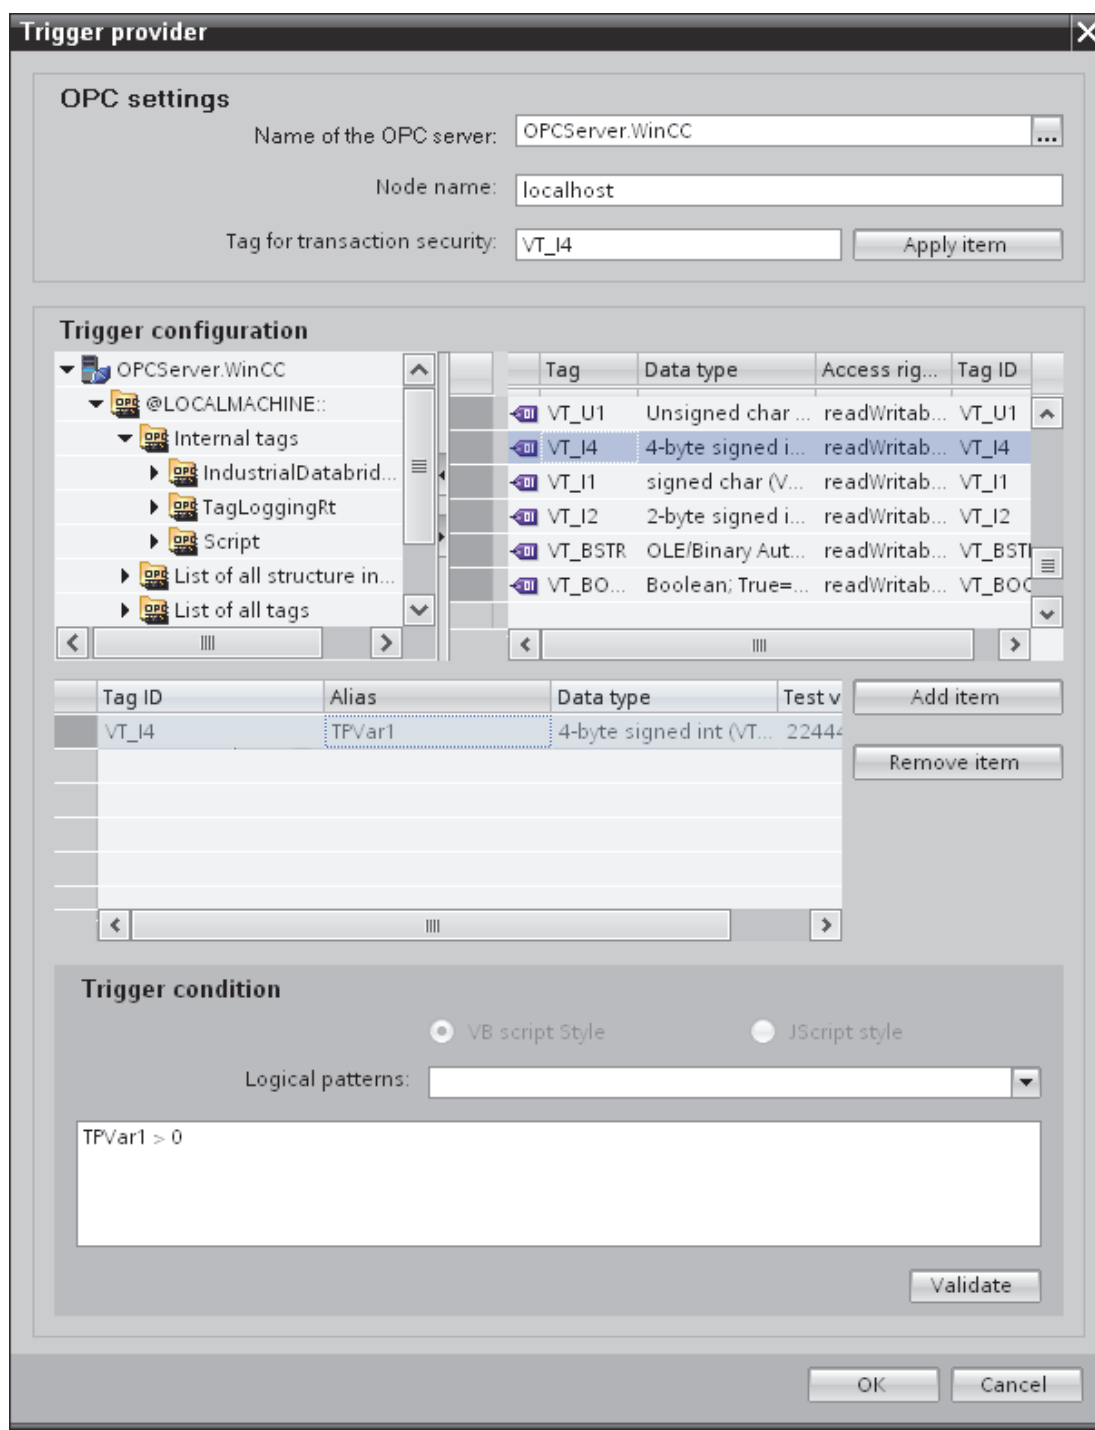 Trigger provider
OPC settings
Name of the OPC server: OPCServer.WinCC ...
Node name: localhost
Tag for transaction security: VT_I4 Apply item
Trigger configuration
OPCServer.WinCC
@LOCALMACHINE::
Internal tags
IndustrialDatabrid...
TagLoggingRt
Script
List of all structure in...
List of all tags
Tag Data type Access rig... Tag ID
VT_U1 Unsigned char ... readWritab... VT_U1
VT_I4 4-byte signed i... readWritab... VT_I4
VT_I1 signed char (V... readWritab... VT_I1
VT_I2 2-byte signed i... readWritab... VT_I2
VT_BSTR OLE/Binary Aut... readWritab... VT_BSTR
VT_BO... Boolean; True=... readWritab... VT_BOO
Tag ID Alias Data type Test v
VT_I4 TPVar1 4-byte signed int (VT... 22444
Add item
Remove item
Trigger condition
VB script Style JScript style
Logical patterns:
TPVar1 > 0
Validate
OK Cancel